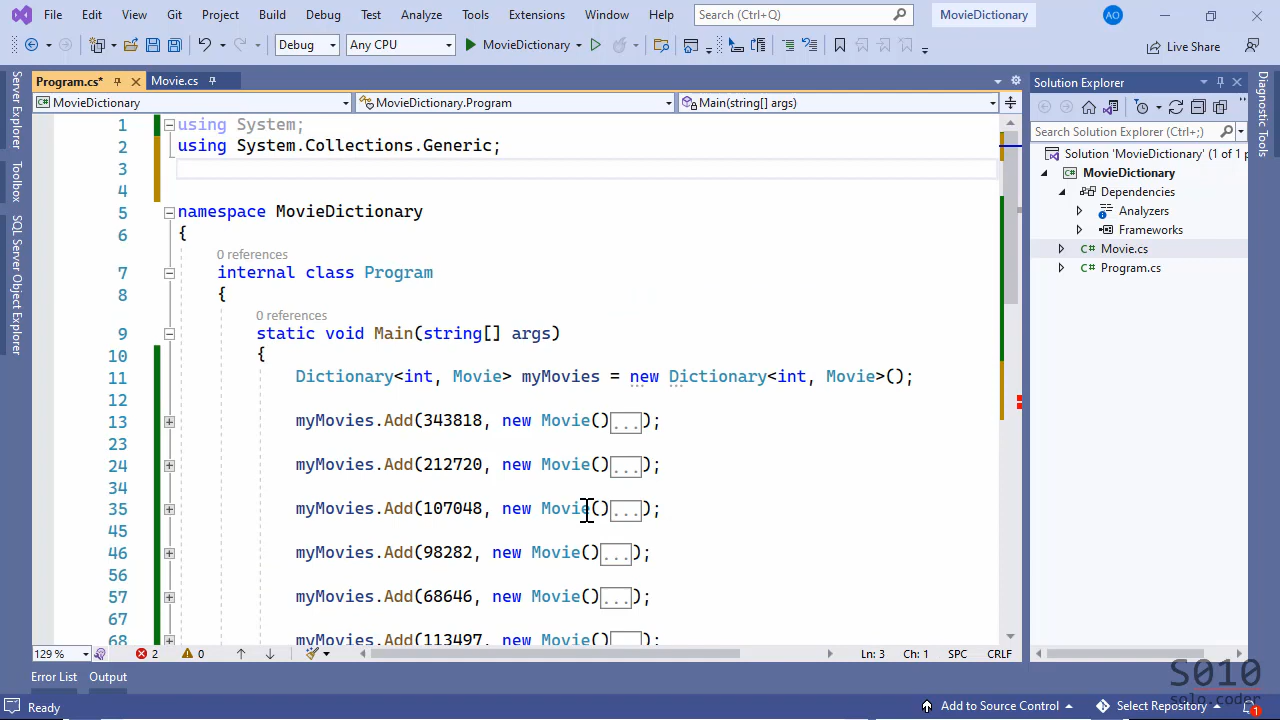 File Edit View Git Project Build Debug Test Analyze Tools Extensions Window Help Search (Ctrl+Q) MovieDictionary AO
Debug Any CPU MovieDictionary Live Share
Program.cs* Movie.cs
MovieDictionary MovieDictionary.Program Main(string[] args)
Server Explorer
Toolbox
SQL Server Object Explorer
1 using System;
2 using System.Collections.Generic;
3
4
5 namespace MovieDictionary
6 {
0 references
7 internal class Program
8 {
0 references
9 static void Main(string[] args)
10 {
11 Dictionary<int, Movie> myMovies = new Dictionary<int, Movie>();
12
13 myMovies.Add(343818, new Movie()...);
23
24 myMovies.Add(212720, new Movie()...);
34
35 myMovies.Add(107048, new Movie()...);
45
46 myMovies.Add(98282, new Movie()...);
56
57 myMovies.Add(68646, new Movie()...);
67
68 myMovies.Add(113497, new Movie()...);
129 % 2 0 Ln: 3 Ch: 1 SPC CRLF
Solution Explorer
Search Solution Explorer (Ctrl+;)
Solution 'MovieDictionary' (1 of 1 p
MovieDictionary
Dependencies
Analyzers
Frameworks
C# Movie.cs
C# Program.cs
Diagnostic Tools
Error List Output
Ready Add to Source Control Select Repository 1
S010
solo.coder